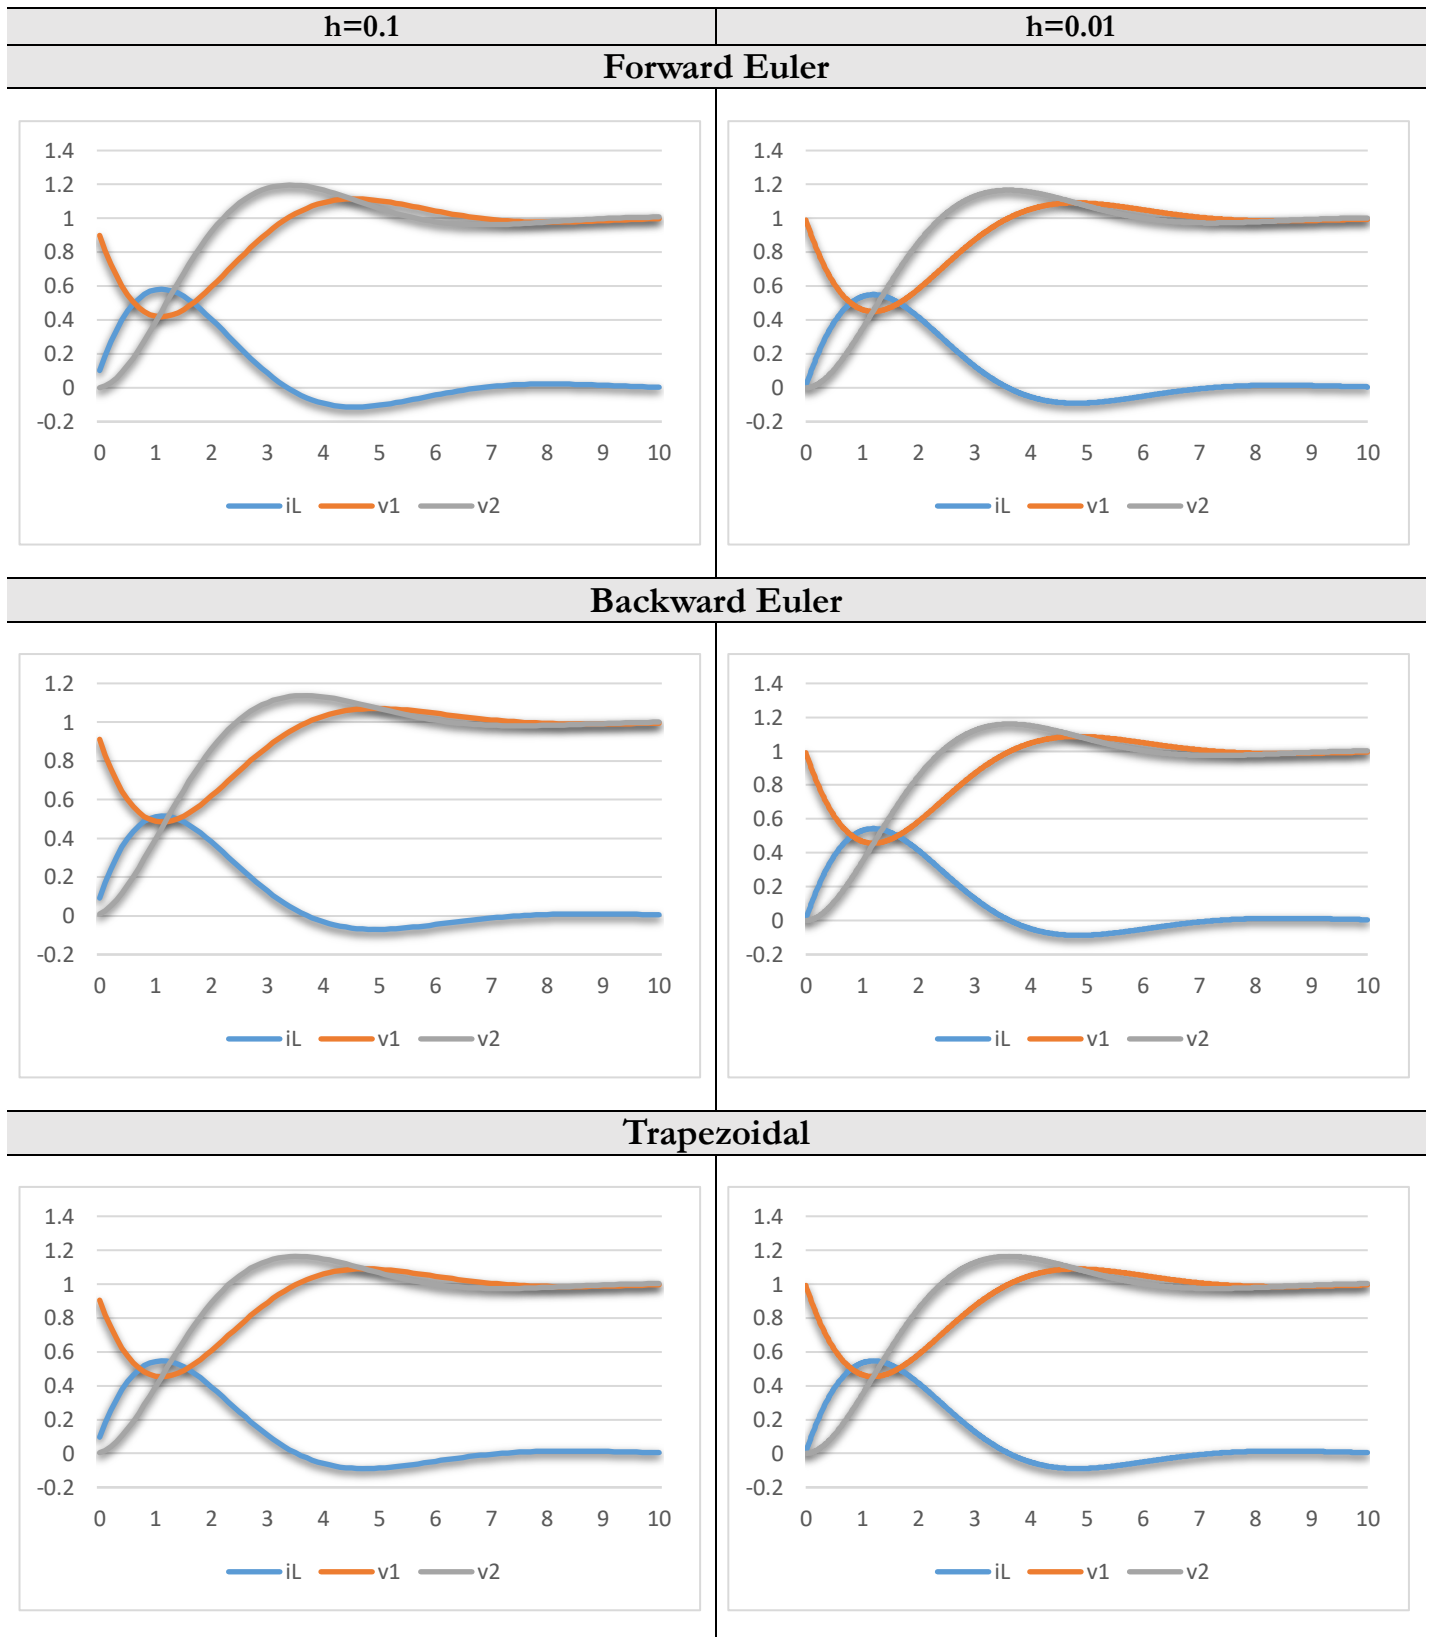 h=0.1 h=0.01
Forward Euler
1.4 1.4
1.2 1.2
1 1
0.8 0.8
0.6 0.6
0.4 0.4
0.2 0.2
0 0
-0.2 -0.2
0 1 2 3 4 5 6 7 8 9 10 0 1 2 3 4 5 6 7 8 9 10
iL v1 v2 iL v1 v2
Backward Euler
1.2 1.4
1 1.2
0.8 1
0.6 0.8
0.4 0.6
0.2 0.4
0 0.2
-0.2 0
-0.2
0 1 2 3 4 5 6 7 8 9 10 0 1 2 3 4 5 6 7 8 9 10
iL v1 v2 iL v1 v2
Trapezoidal
1.4 1.4
1.2 1.2
1 1
0.8 0.8
0.6 0.6
0.4 0.4
0.2 0.2
0 0
-0.2 -0.2
0 1 2 3 4 5 6 7 8 9 10 0 1 2 3 4 5 6 7 8 9 10
iL v1 v2 iL v1 v2